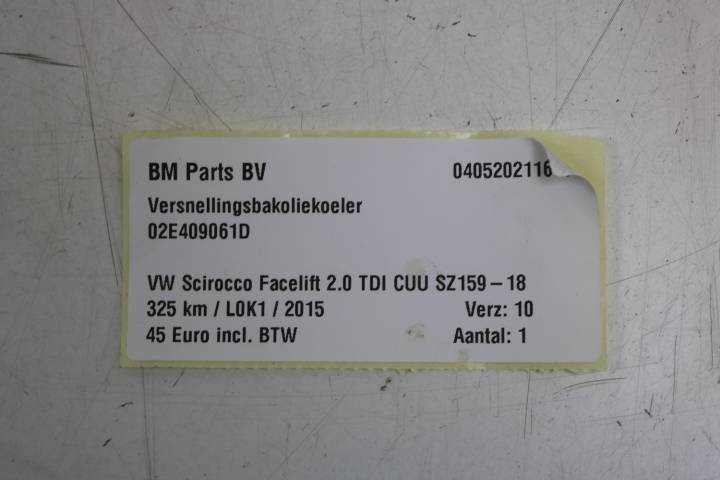 BM Parts BV 0405202116
Versnellingsbakoliekoeler
02E409061D
VW Scirocco Facelift 2.0 TDI CUU SZ159 – 18
325 km / L0K1 / 2015 Verz: 10
45 Euro incl. BTW Aantal: 1